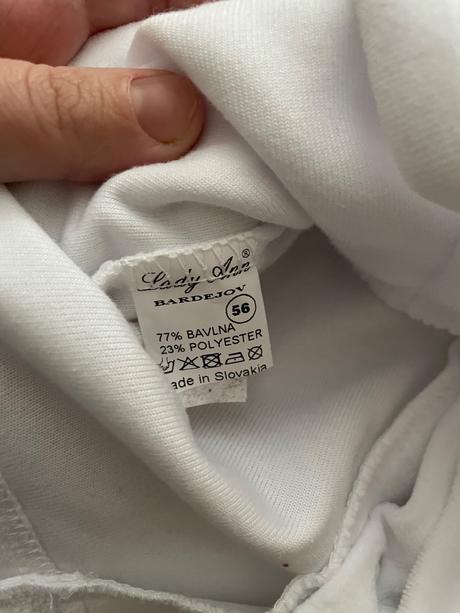 Lady Ann®
BARDEJOV
56
77% BAVLNA
23% POLYESTER
ade in Slovakia